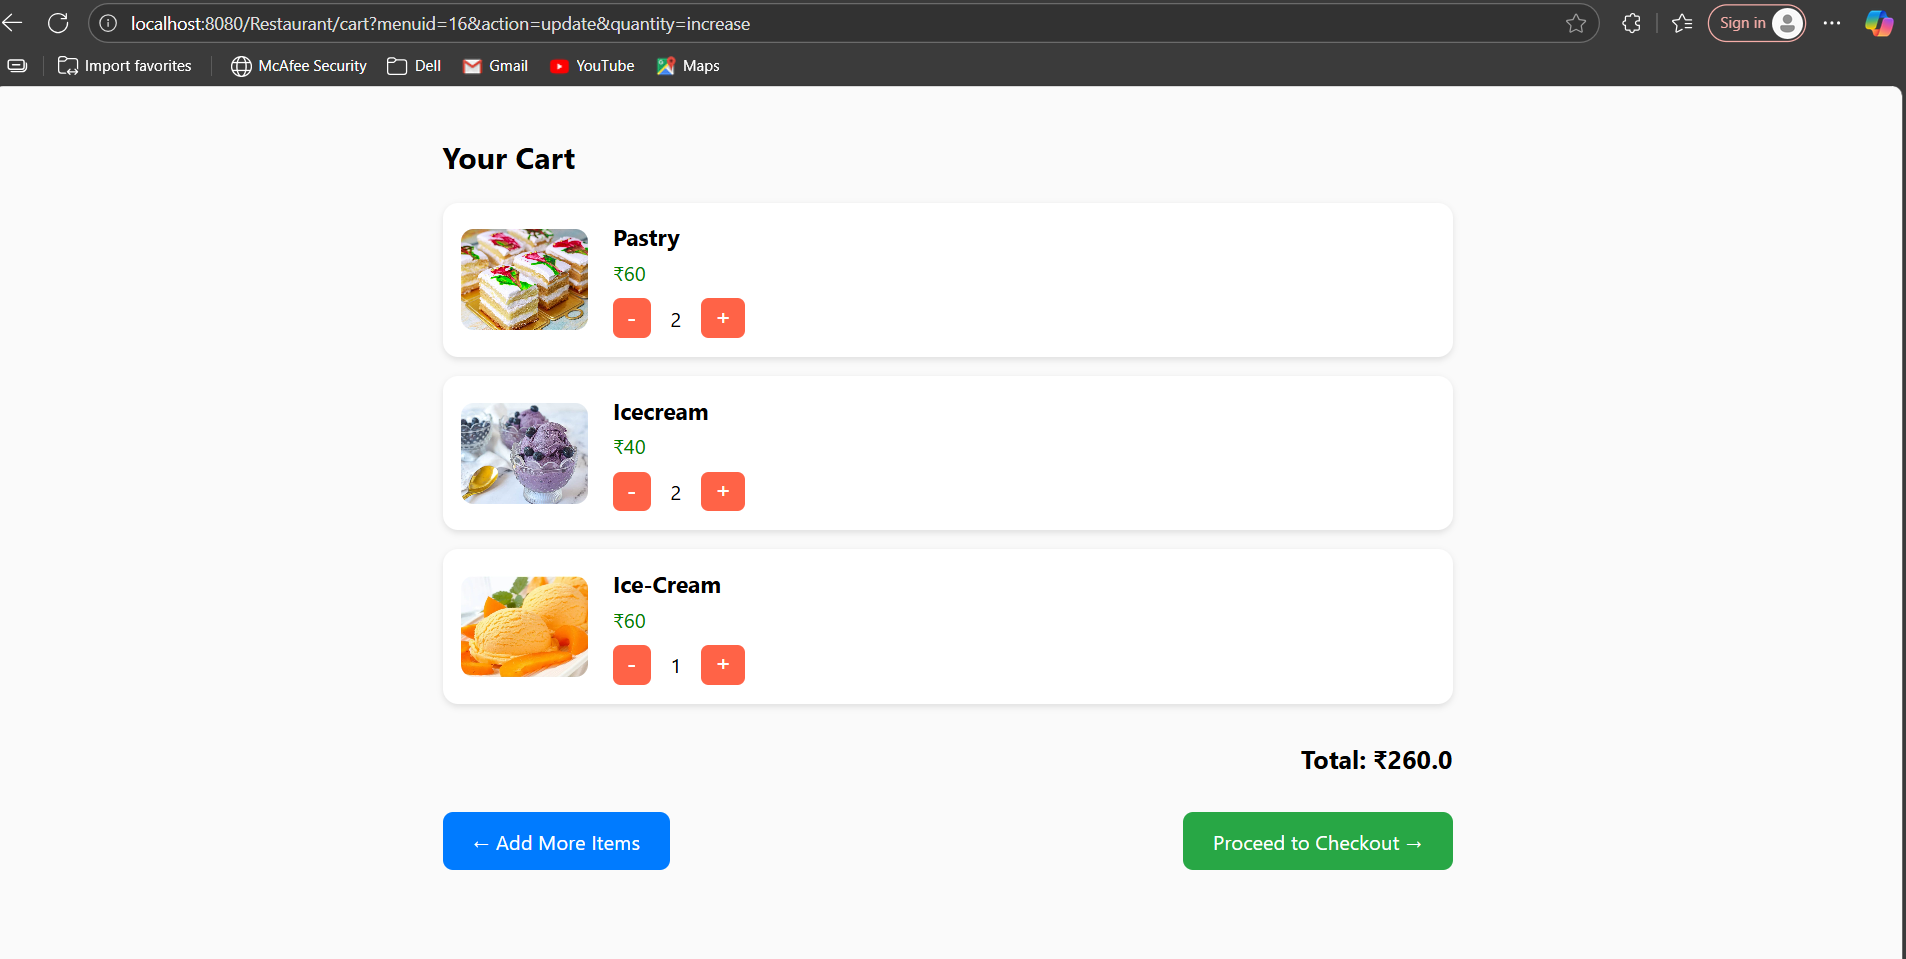 localhost:8080/Restaurant/cart?menuid=16&action=update&quantity=increase
Sign in
Import favorites McAfee Security Dell Gmail YouTube Maps
Your Cart
Pastry
₹60
- 2 +
Icecream
₹40
- 2 +
Ice-Cream
₹60
- 1 +
Total: ₹260.0
← Add More Items
Proceed to Checkout →